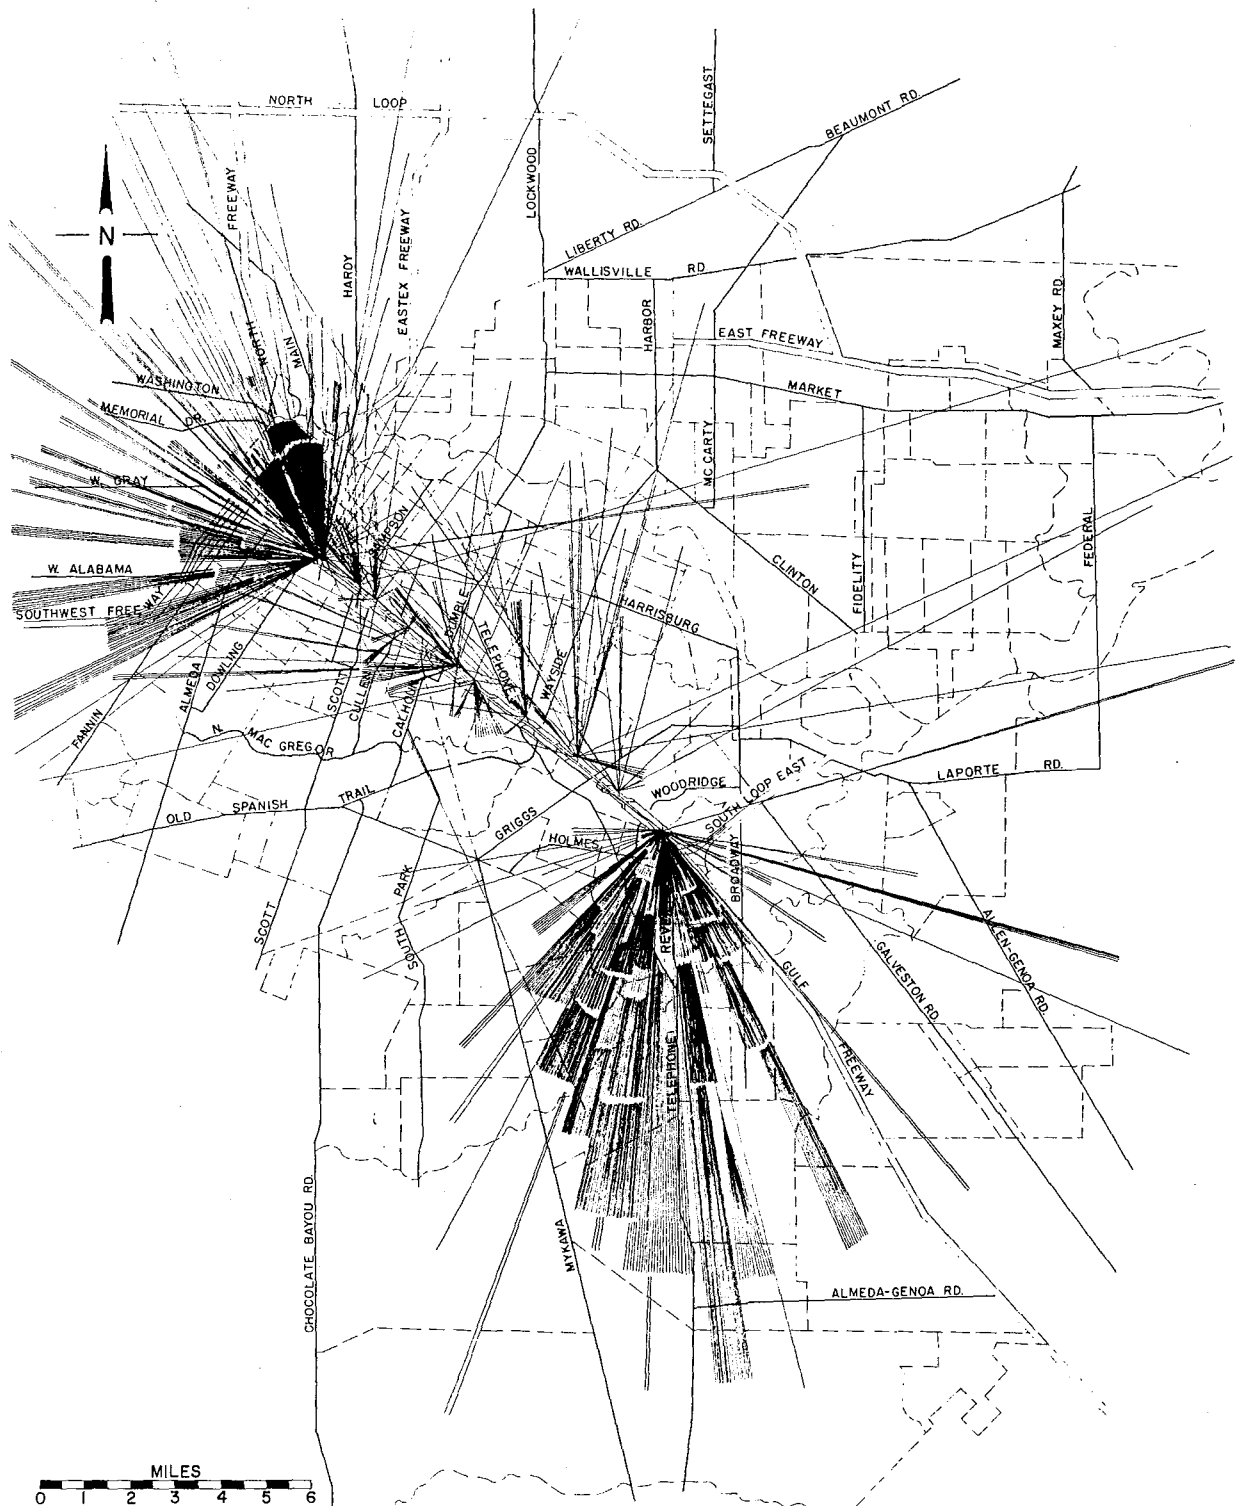 NORTH LOOP
SETTEGAST
BEAUMONT RD.
LOCKWOOD
FREEWAY
N
LIBERTY RD.
WALLISVILLE RD
HARDY
EASTEX FREEWAY
HARBOR
MAXEY RD.
EAST FREEWAY
NORTH
MAIN
WASHINGTON
MARKET
MEMORIAL DR.
MC CARTY
W. GRAY
SAMPSON
FEDERAL
W. ALABAMA
CLINTON
FIDELITY
SOUTHWEST FREEWAY
HUMBLE
HARRISBURG
TELEPHONE
WAYSIDE
ALMEDA
DOWLING
SCOTT
CULLEN
CALHOUN
FANNIN
N. MAC GREGOR
LAPORTE RD.
WOODRIDGE
SOUTH LOOP EAST
OLD SPANISH TRAIL
GRIGGS
HOLMES
BROADWAY
PARK
SOUTH
SCOTT
ALLEN-GENOA RD.
GALVESTON RD.
GULF
FREEWAY
TELEPHONE
CHOCOLATE BAYOU RD.
MYKAWA
ALMEDA-GENOA RD.
MILES
0 1 2 3 4 5 6